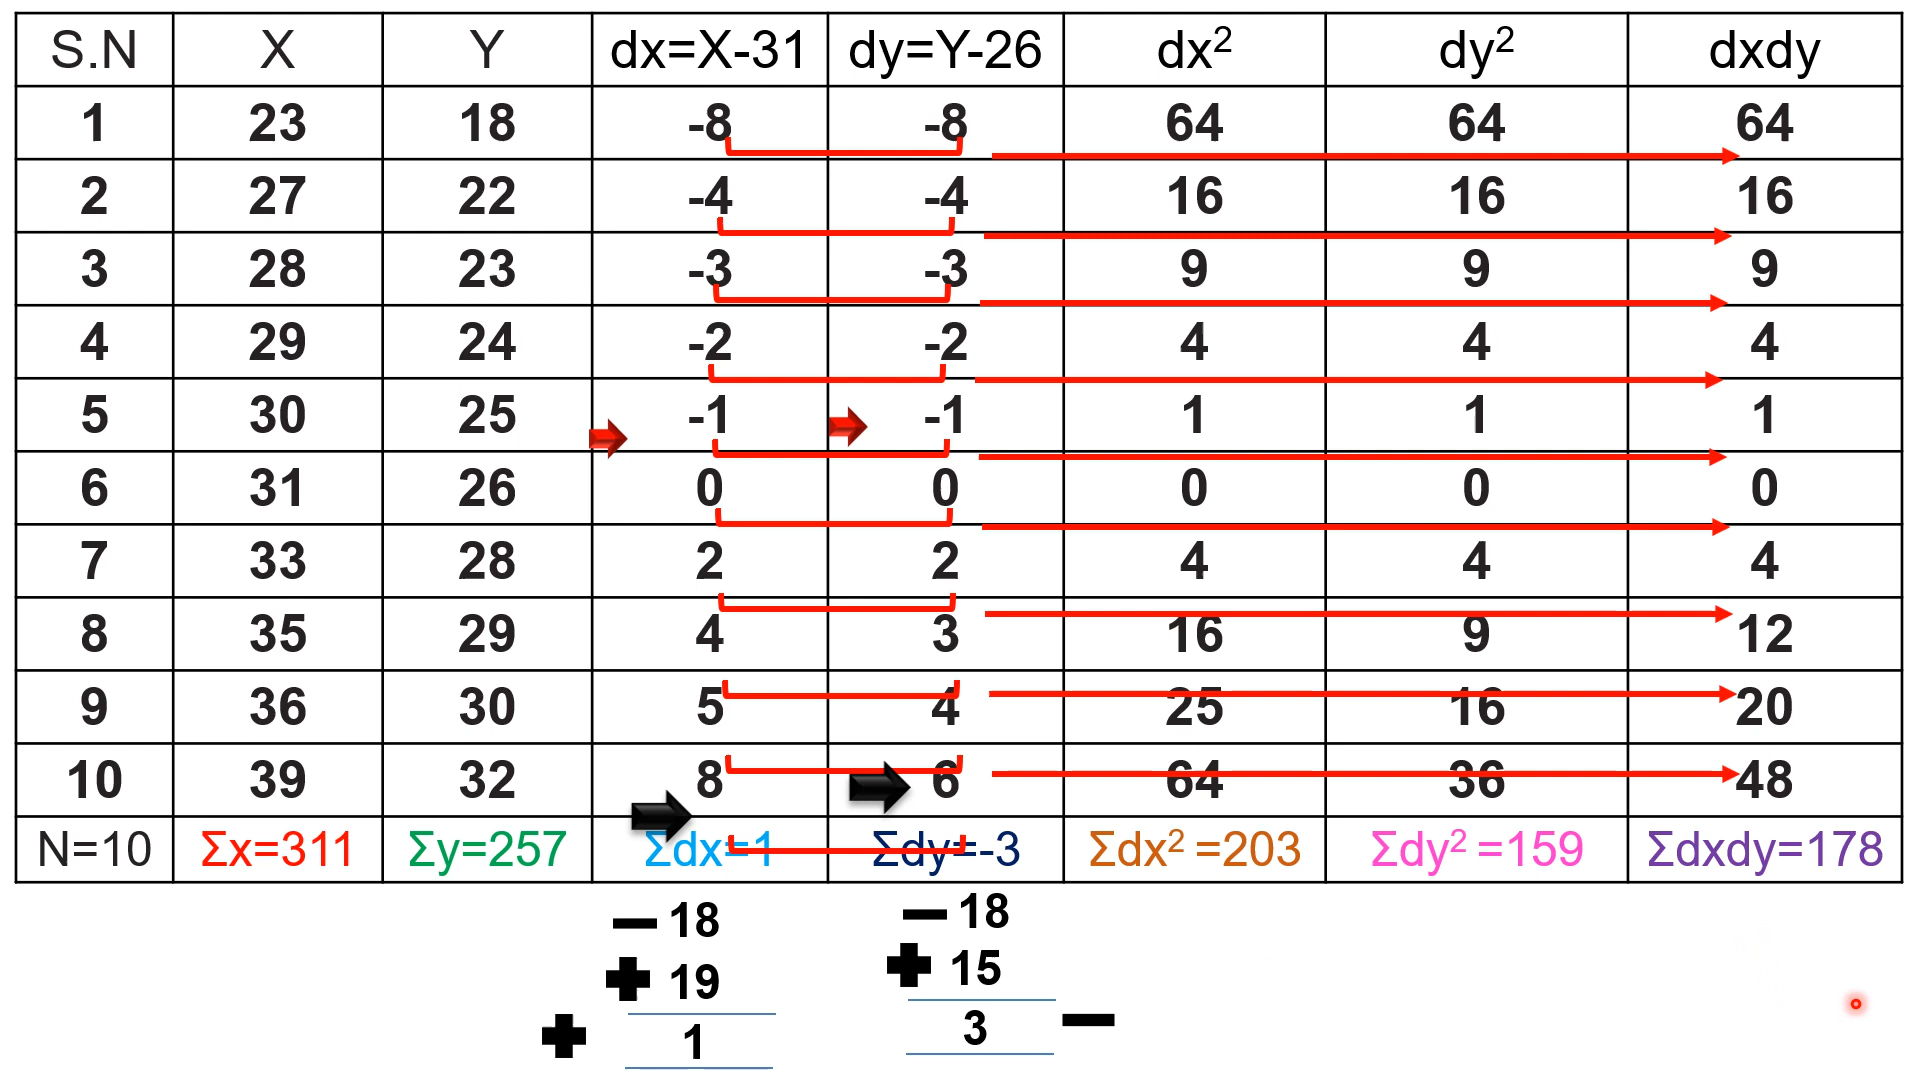 S.N X Y dx=X-31 dy=Y-26 dx² dy² dxdy
1 23 18 -8 -8 64 64 64
2 27 22 -4 -4 16 16 16
3 28 23 -3 -3 9 9 9
4 29 24 -2 -2 4 4 4
5 30 25 -1 -1 1 1 1
6 31 26 0 0 0 0 0
7 33 28 2 2 4 4 4
8 35 29 4 3 16 9 12
9 36 30 5 4 25 16 20
10 39 32 8 6 64 36 48
N=10 Σx=311 Σy=257 Σdx=1 Σdy=-3 Σdx² =203 Σdy² =159 Σdxdy=178
– 18 – 18
+ 19 + 15
+ 1 3 –